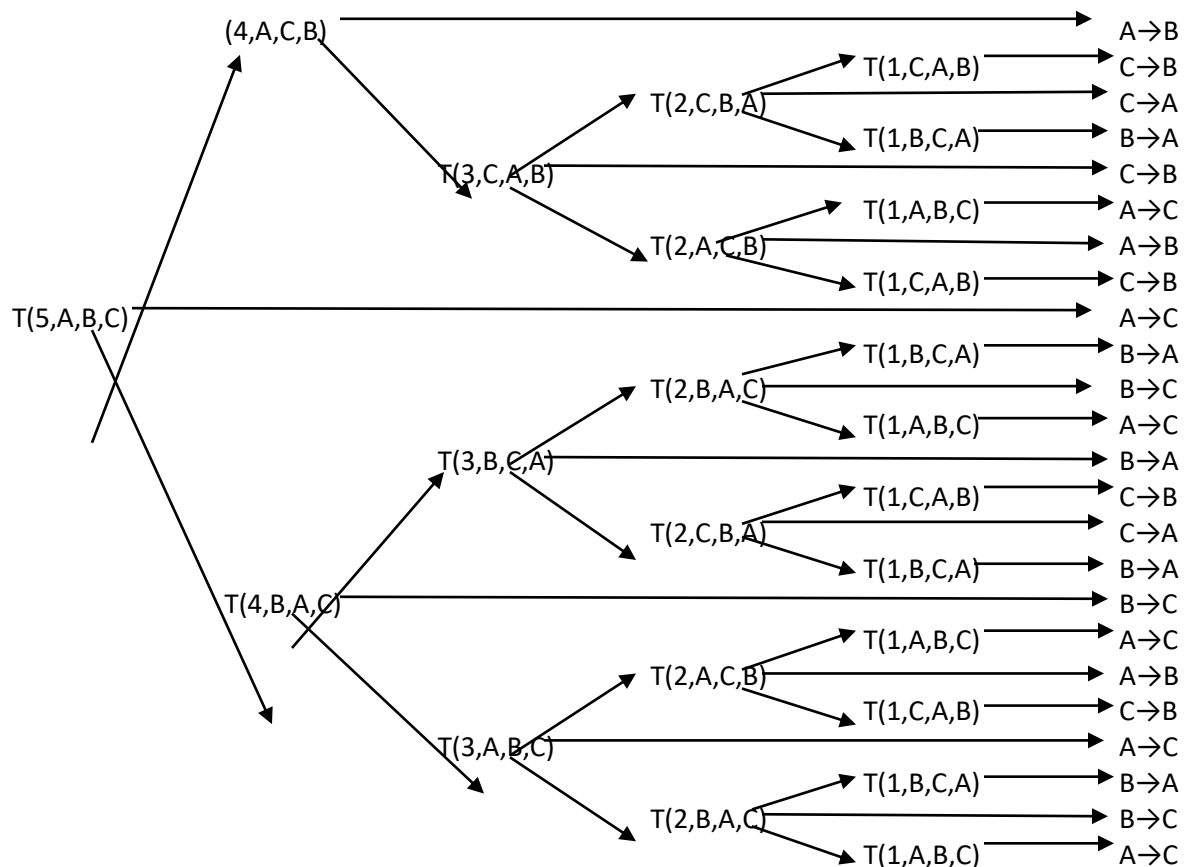 (4,A,C,B) A→B
T(1,C,A,B) C→B
T(2,C,B,A) C→A
T(1,B,C,A) B→A
T(3,C,A,B) C→B
T(1,A,B,C) A→C
T(2,A,C,B) A→B
T(1,C,A,B) C→B
T(5,A,B,C) A→C
T(1,B,C,A) B→A
T(2,B,A,C) B→C
T(1,A,B,C) A→C
T(3,B,C,A) B→A
T(1,C,A,B) C→B
T(2,C,B,A) C→A
T(1,B,C,A) B→A
T(4,B,A,C) B→C
T(1,A,B,C) A→C
T(2,A,C,B) A→B
T(1,C,A,B) C→B
T(3,A,B,C) A→C
T(1,B,C,A) B→A
T(2,B,A,C) B→C
T(1,A,B,C) A→C